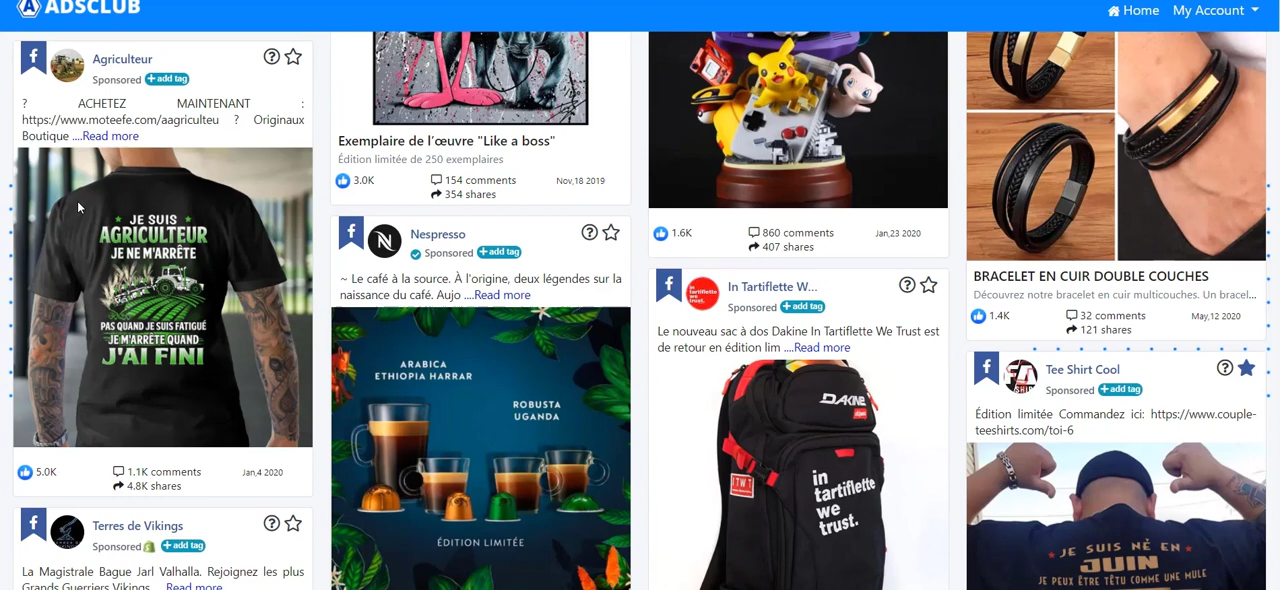 ADSCLUB
Home
My Account
Agriculteur
Sponsored
add tag
? ACHETEZ MAINTENANT :
https://www.moteefe.com/aagriculteu ? Originaux
Boutique ....Read more
JE SUIS
AGRICULTEUR
JE NE M'ARRÊTE
PAS QUAND JE SUIS FATIGUÉ
JE M'ARRÊTE QUAND
J'AI FINI
5.0K
1.1K comments
Jan,4 2020
4.8K shares
Terres de Vikings
Sponsored
add tag
La Magistrale Bague Jarl Valhalla. Rejoignez les plus
Grands Guerriers Vikings ....Read more
Exemplaire de l'œuvre "Like a boss"
Édition limitée de 250 exemplaires
3.0K
154 comments
Nov,18 2019
354 shares
Nespresso
Sponsored
add tag
~ Le café à la source. À l'origine, deux légendes sur la
naissance du café. Aujo ....Read more
ARABICA
ETHIOPIA HARRAR
ROBUSTA
UGANDA
ÉDITION LIMITÉE
1.6K
860 comments
Jan,23 2020
407 shares
in
tartiflette
we
trust.
In Tartiflette W...
Sponsored
add tag
Le nouveau sac à dos Dakine In Tartiflette We Trust est
de retour en édition lim ....Read more
DAKINE
ITWT
in
tartiflette
we
trust.
BRACELET EN CUIR DOUBLE COUCHES
Découvrez notre bracelet en cuir multicouches. Un bracel...
1.4K
32 comments
May,12 2020
121 shares
Tee Shirt Cool
Sponsored
add tag
Édition limitée Commandez ici: https://www.couple-
teeshirts.com/toi-6
JE SUIS NÈ EN
JUIN
JE PEUX ÊTRE TÊTU COMME UNE MULE